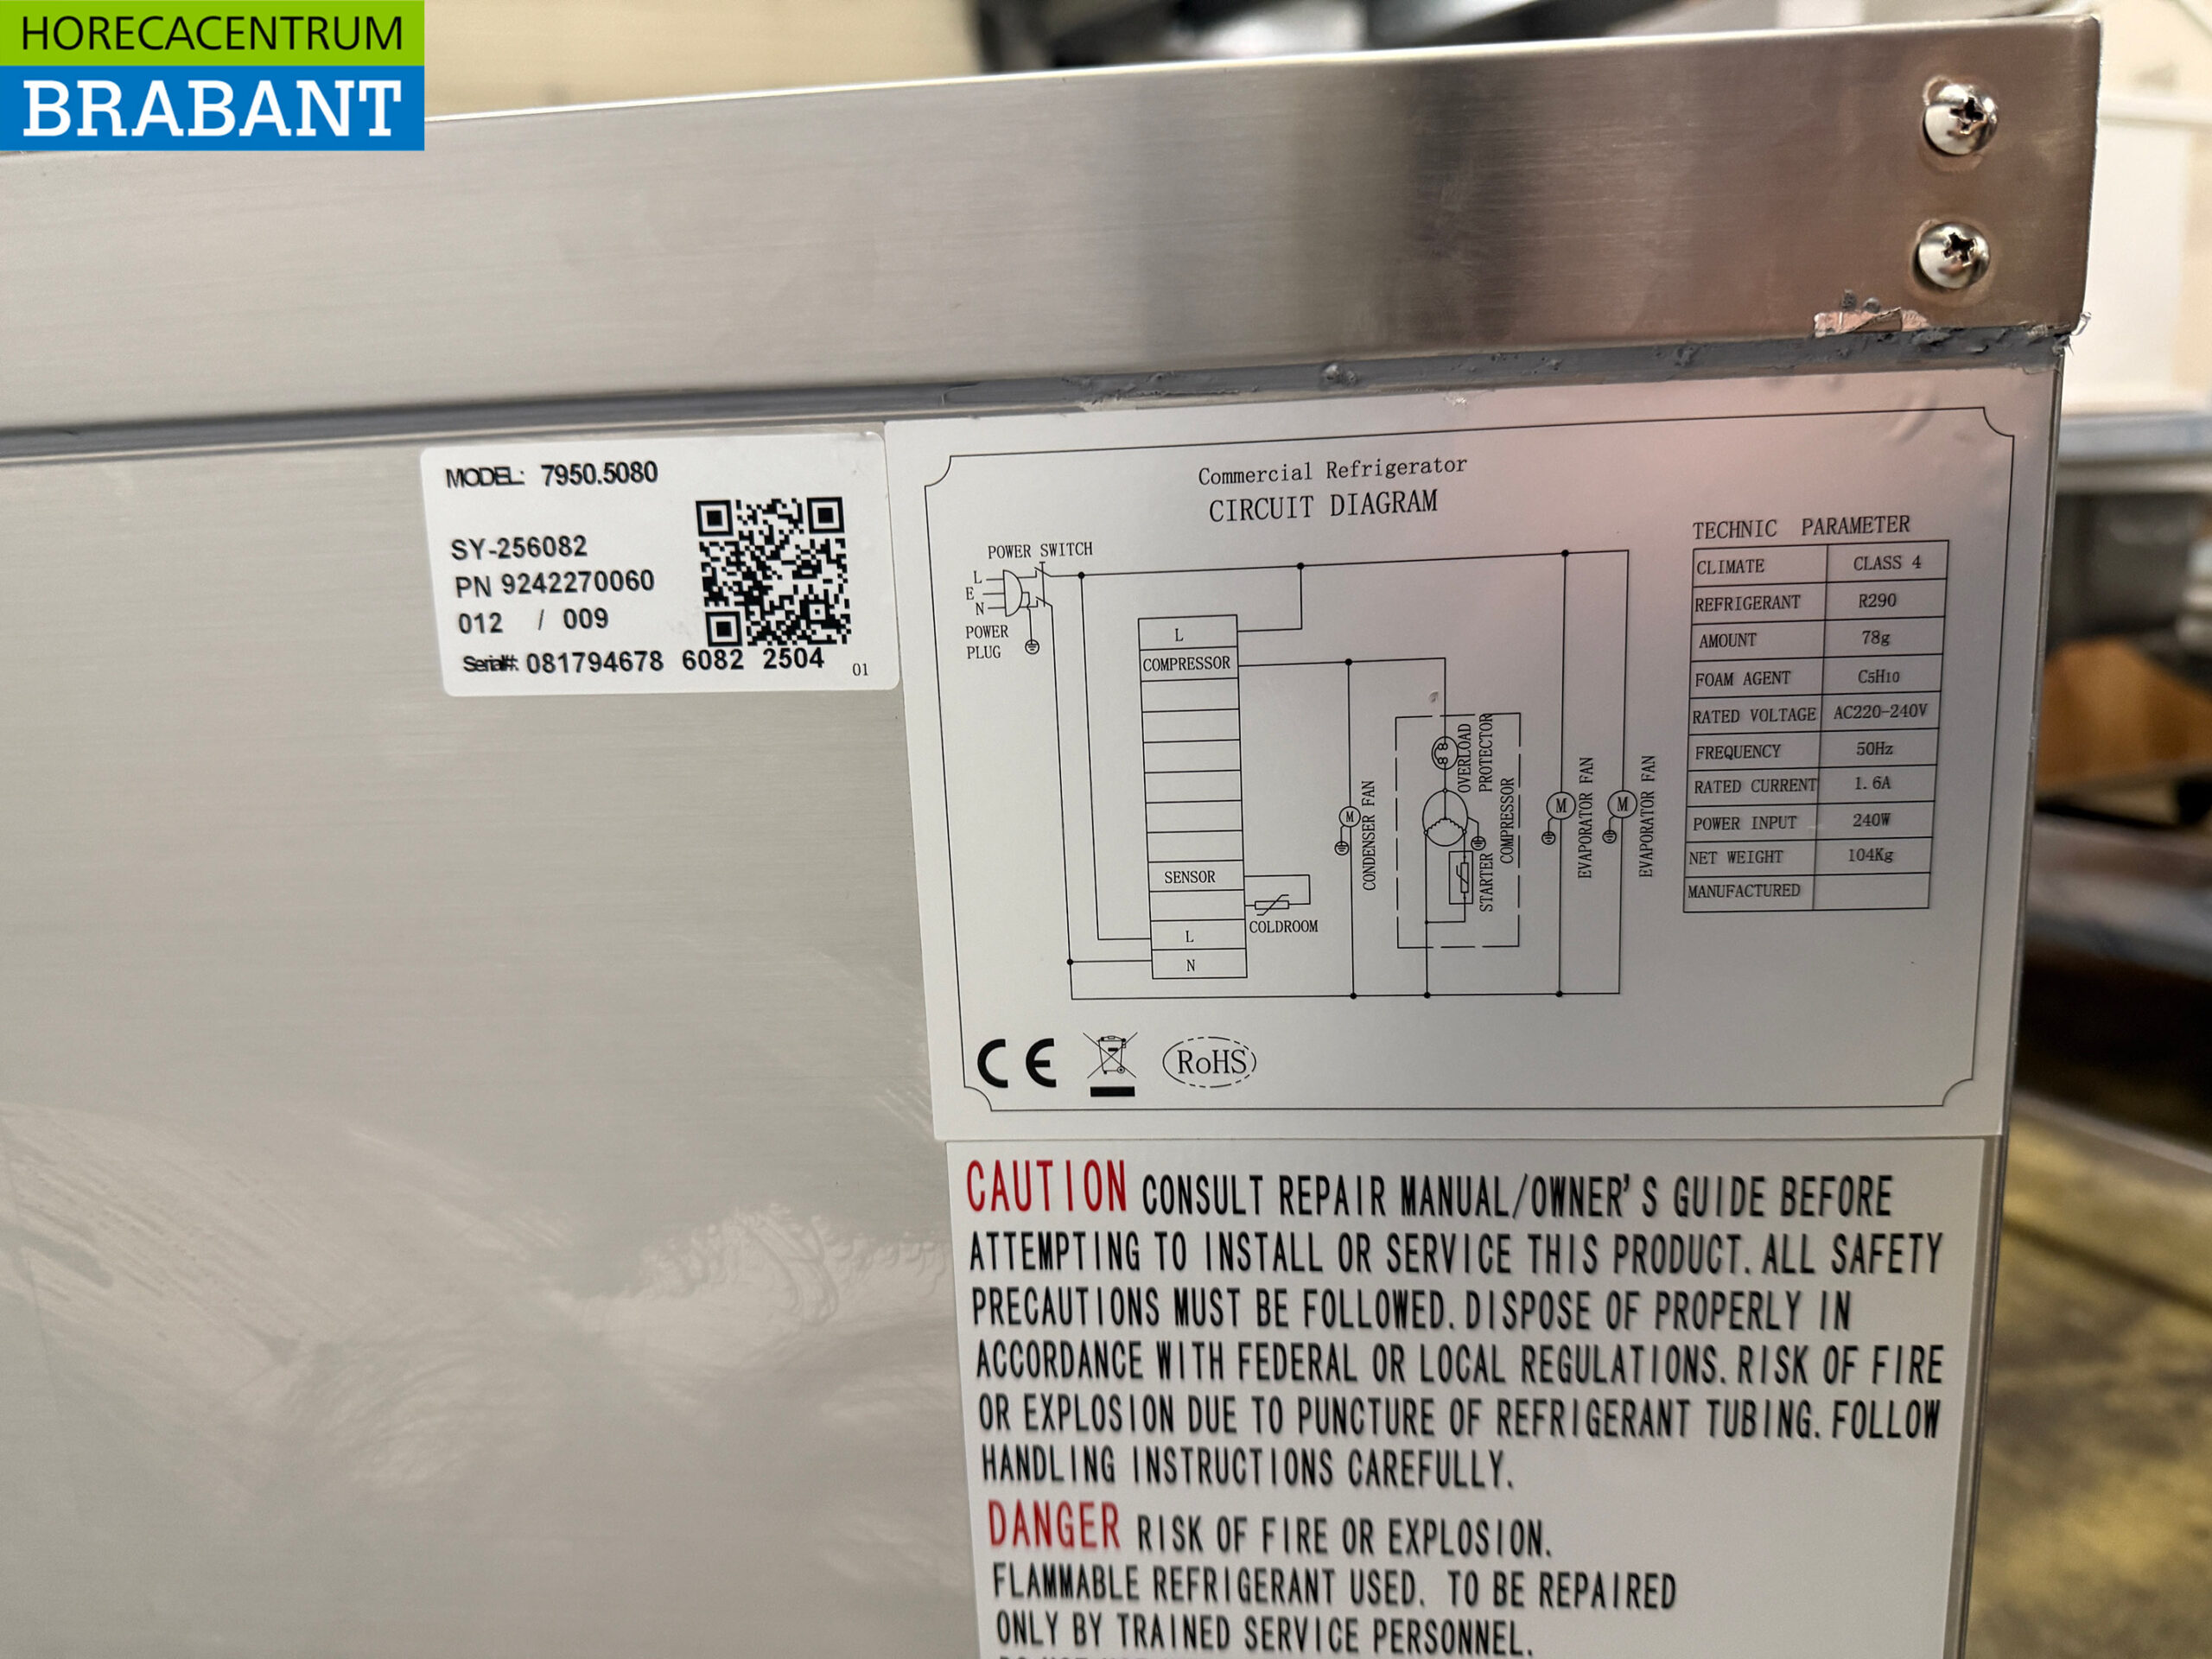 HORECACENTRUM
BRABANT
MODEL: 7950.5080
SY-256082
PN 9242270060
012 / 009
Serial#: 081794678 6082 2504
01
Commercial Refrigerator
CIRCUIT DIAGRAM
POWER SWITCH
L
E
N
POWER
PLUG
L
COMPRESSOR
SENSOR
L
N
COLDROOM
M
CONDENSER FAN
OVERLOAD
PROTECTOR
STARTER
COMPRESSOR
M
EVAPORATOR FAN
M
EVAPORATOR FAN
TECHNIC PARAMETER
CLIMATE CLASS 4
REFRIGERANT R290
AMOUNT 78g
FOAM AGENT C5H10
RATED VOLTAGE AC220-240V
FREQUENCY 50Hz
RATED CURRENT 1.6A
POWER INPUT 240W
NET WEIGHT 104Kg
MANUFACTURED
CE
RoHS
CAUTION CONSULT REPAIR MANUAL/OWNER'S GUIDE BEFORE
ATTEMPTING TO INSTALL OR SERVICE THIS PRODUCT. ALL SAFETY
PRECAUTIONS MUST BE FOLLOWED. DISPOSE OF PROPERLY IN
ACCORDANCE WITH FEDERAL OR LOCAL REGULATIONS. RISK OF FIRE
OR EXPLOSION DUE TO PUNCTURE OF REFRIGERANT TUBING. FOLLOW
HANDLING INSTRUCTIONS CAREFULLY.
DANGER RISK OF FIRE OR EXPLOSION.
FLAMMABLE REFRIGERANT USED. TO BE REPAIRED
ONLY BY TRAINED SERVICE PERSONNEL.